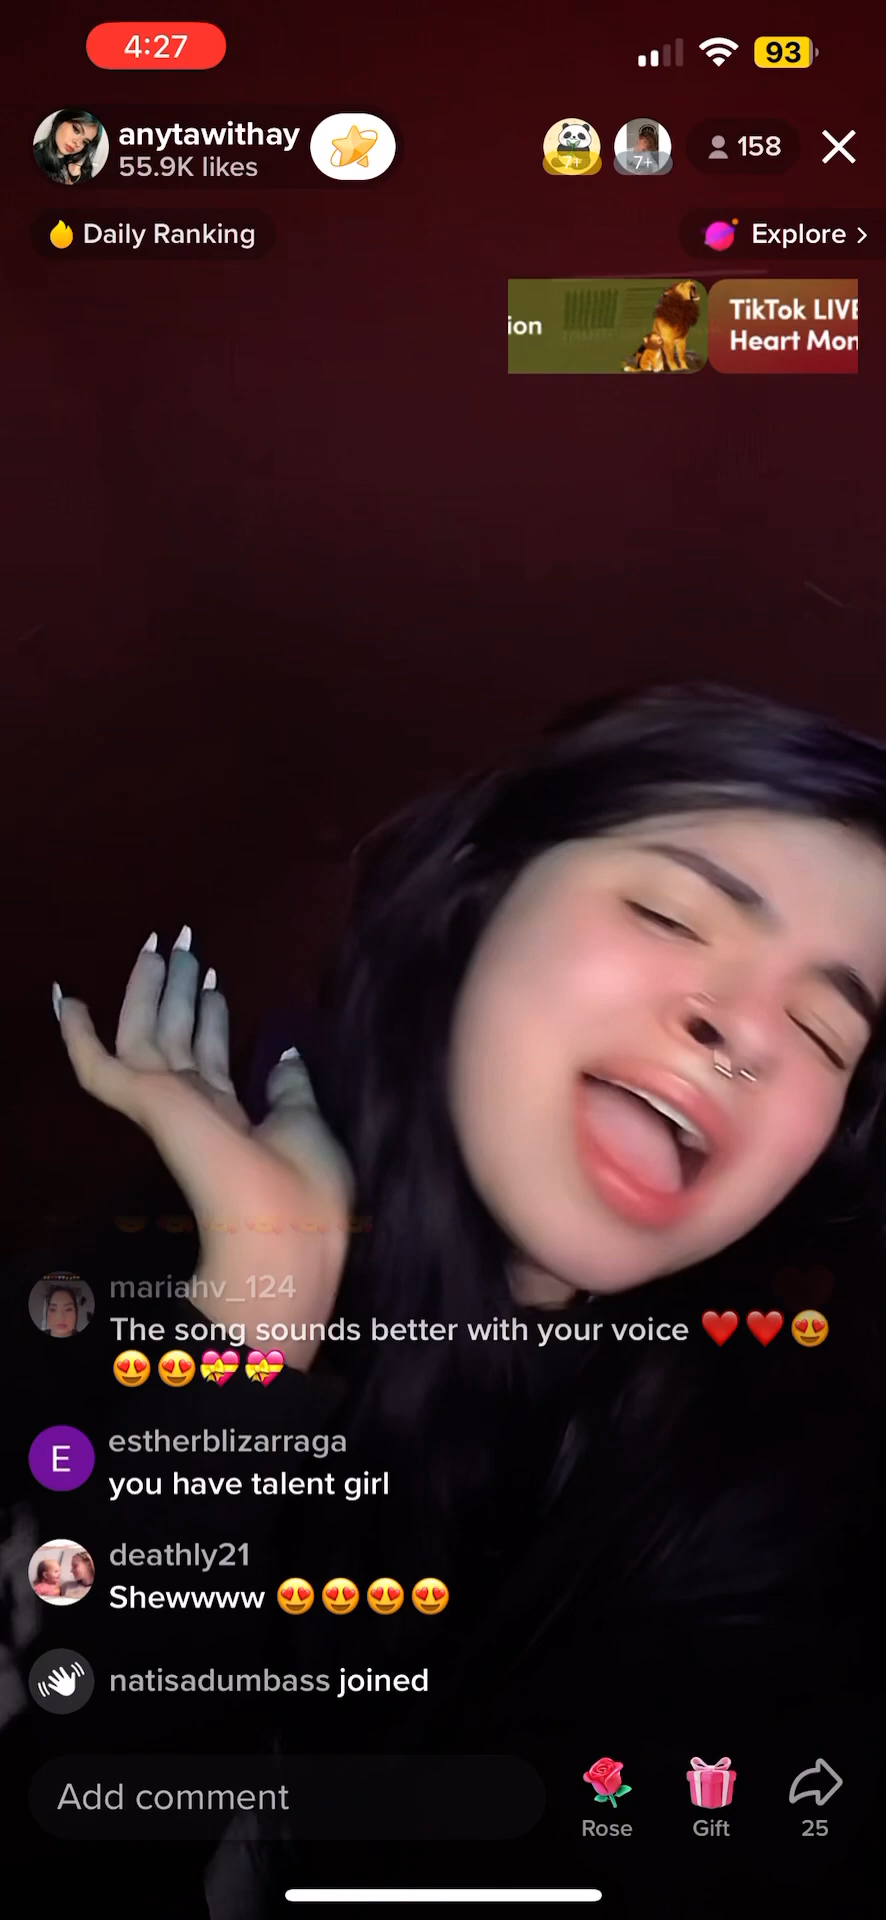 4:27
93
anytawithay
55.9K likes
7+
7+
158
Daily Ranking
Explore >
ion
TikTok LIVE
Heart Mon
mariahv_124
The song sounds better with your voice ❤️❤️😍
😍😍💝💝
E
estherblizarraga
you have talent girl
deathly21
Shewwww 😍😍😍😍
natisadumbass joined
Add comment
Rose
Gift
25